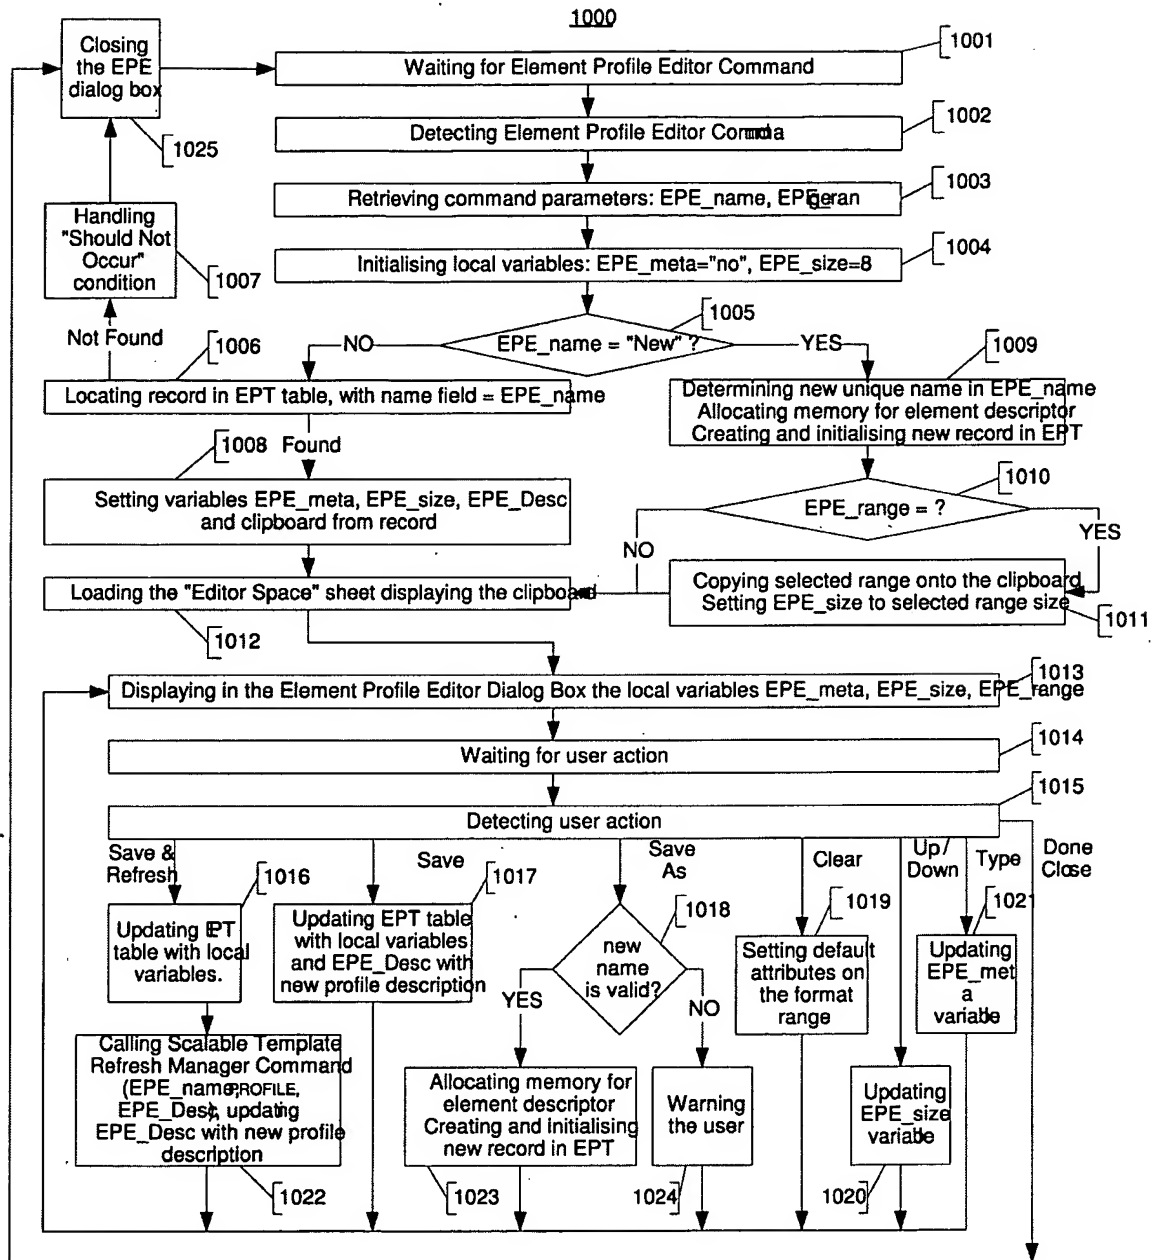 1000
Closing
the EPE
dialog box
1001
Waiting for Element Profile Editor Command
1002
Detecting Element Profile Editor
1025
1003
Retrieving command parameters: EPE_name,
Handling
"Should Not
Occur"
condition
1004
Initialising local variables: EPE_meta="no", EPE_size=8
1007
1005
Not Found
1006
NO
EPE_name = "New" ?
YES
1009
Locating record in EPT table, with name field = EPE_name
Determining new unique name in EPE_name
Allocating memory for element descriptor
Creating and initialising new record in EPT
1008
Found
1010
Setting variables EPE_meta, EPE_size, EPE_Desc
and clipboard from record
EPE_range = ?
YES
NO
Loading the "Editor Space" sheet displaying the clipboard
Copying selected range onto the clipboard
Setting EPE_size to selected range size
1011
1012
1013
Displaying in the Element Profile Editor Dialog Box the local variables EPE_meta, EPE_size, EPE_range
1014
Waiting for user action
1015
Detecting user action
Save &
Refresh
Save
Save
As
Clear
Up/
Down
Type
Done
Close
1016
1017
1018
1019
1021
Updating EPT
table with local
variables.
Updating EPT table
with local variables
and EPE_Desc with
new profile description
new
name
is valid?
Setting default
attributes on
the format
range
Updating
EPE_met
a
variable
YES
NO
Calling Scalable Template
Refresh Manager Command
(EPE_name, PROFILE,
EPE_Desc), updating
EPE_Desc with new profile
description
Allocating memory for
element descriptor
Creating and initialising
new record in EPT
Warning
the user
Updating
EPE_size
variable
1022
1023
1024
1020